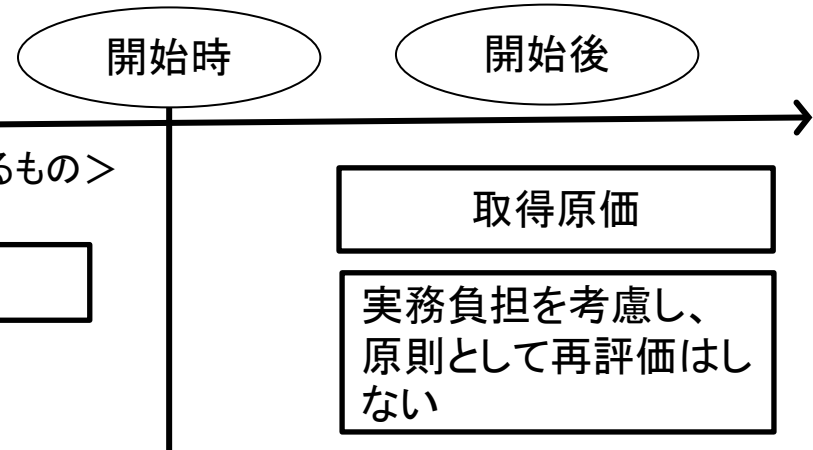 開始時
開始後
るもの＞
取得原価
実務負担を考慮し、
原則として再評価はし
ない